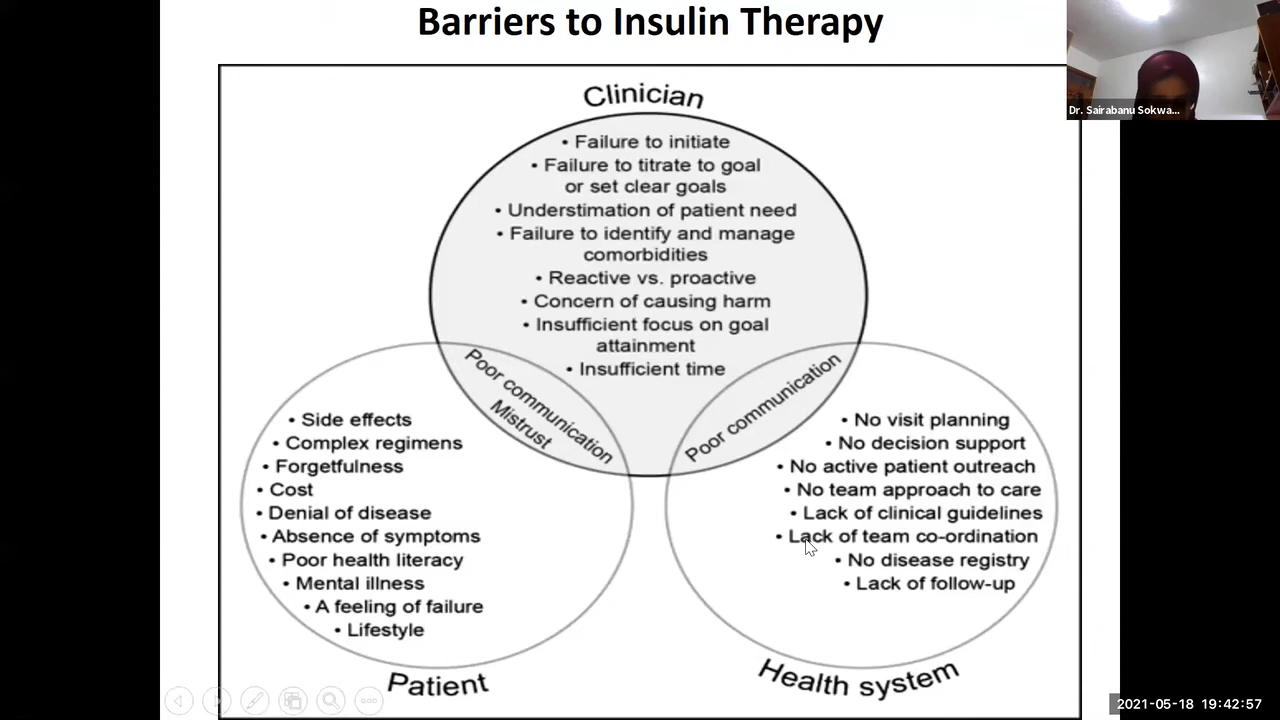 Barriers to Insulin Therapy
Dr. Sairabanu Sokwa...
Clinician
• Failure to initiate
• Failure to titrate to goal
or set clear goals
• Understimation of patient need
• Failure to identify and manage
comorbidities
• Reactive vs. proactive
• Concern of causing harm
• Insufficient focus on goal
attainment
• Insufficient time
Poor communication
Mistrust
Poor communication
• Side effects
• Complex regimens
• Forgetfulness
• Cost
• Denial of disease
• Absence of symptoms
• Poor health literacy
• Mental illness
• A feeling of failure
• Lifestyle
Patient
• No visit planning
• No decision support
• No active patient outreach
• No team approach to care
• Lack of clinical guidelines
• Lack of team co-ordination
• No disease registry
• Lack of follow-up
Health system
2021-05-18 19:42:57